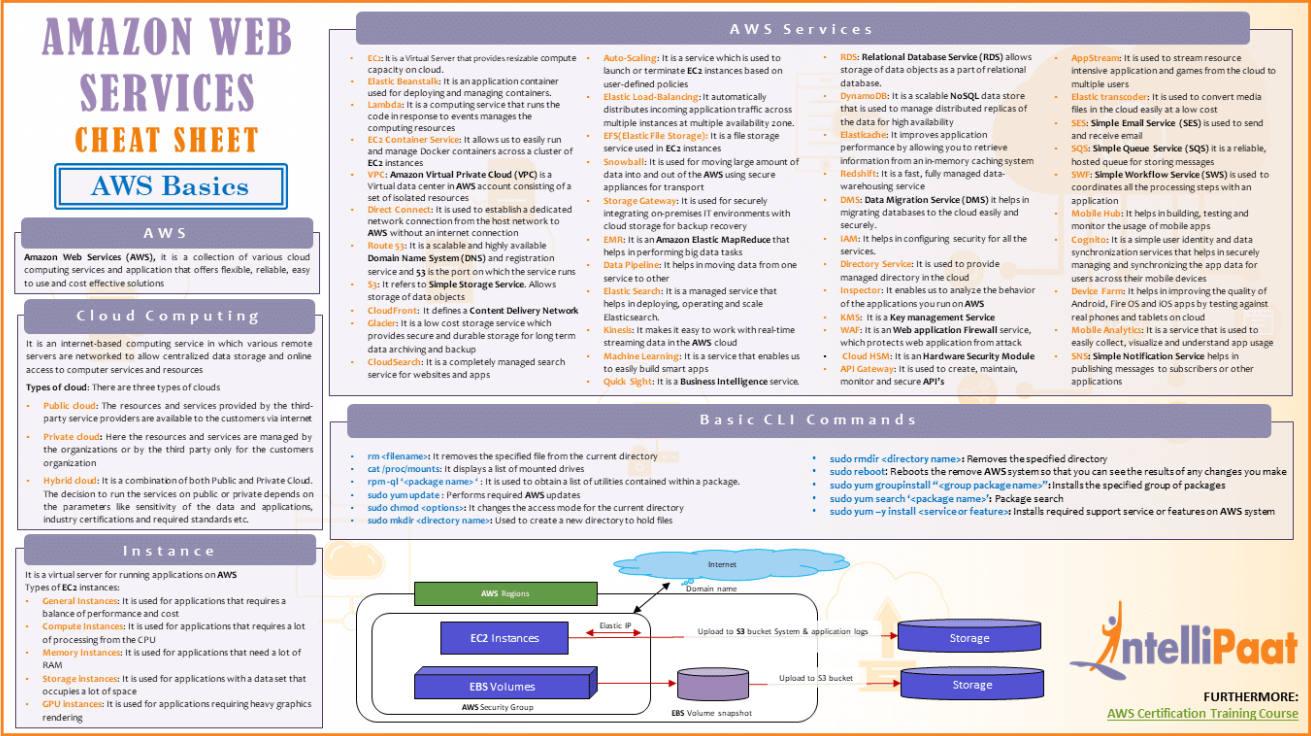 AMAZON WEB
SERVICES
CHEAT SHEET
AWS Basics
AWS
Amazon Web Services (AWS), it is a collection of various cloud
computing services and application that offers flexible, reliable, easy
to use and cost effective solutions
Cloud Computing
It is an internet-based computing service in which various remote
servers are networked to allow centralized data storage and online
access to computer services and resources
Types of cloud: There are three types of clouds
• Public cloud: The resources and services provided by the third-
party service providers are available to the customers via internet
• Private cloud: Here the resources and services are managed by
the organizations or by the third party only for the customers
organization
• Hybrid cloud: It is a combination of both Public and Private Cloud.
The decision to run the services on public or private depends on
the parameters like sensitivity of the data and applications,
industry certifications and required standards etc.
Instance
It is a virtual server for running applications on AWS
Types of EC2 instances:
• General Instances: It is used for applications that requires a
balance of performance and cost
• Compute Instances: It is used for applications that requires a lot
of processing from the CPU
• Memory Instances: It is used for applications that need a lot of
RAM
• Storage instances: It is used for applications with a data set that
occupies a lot of space
• GPU instances: It is used for applications requiring heavy graphics
rendering
AWS Services
• EC2: It is a Virtual Server that provides resizable compute
capacity on cloud.
• Elastic Beanstalk: It is an application container
used for deploying and managing containers.
• Lambda: It is a computing service that runs the
code in response to events manages the
computing resources
• EC2 Container Service: It allows us to easily run
and manage Docker containers across a cluster of
EC2 instances
• VPC: Amazon Virtual Private Cloud (VPC) is a
Virtual data center in AWS account consisting of a
set of isolated resources
• Direct Connect: It is used to establish a dedicated
network connection from the host network to
AWS without an internet connection
• Route 53: It is a scalable and highly available
Domain Name System (DNS) and registration
service and 53 is the port on which the service runs
• S3: It refers to Simple Storage Service. Allows
storage of data objects
• CloudFront: It defines a Content Delivery Network
• Glacier: It is a low cost storage service which
provides secure and durable storage for long term
data archiving and backup
• CloudSearch: It is a completely managed search
service for websites and apps
• Auto-Scaling: It is a service which is used to
launch or terminate EC2 instances based on
user-defined policies
• Elastic Load-Balancing: It automatically
distributes incoming application traffic across
multiple instances at multiple availability zone.
• EFS(Elastic File Storage): It is a file storage
service used in EC2 instances
• Snowball: It is used for moving large amount of
data into and out of the AWS using secure
appliances for transport
• Storage Gateway: It is used for securely
integrating on-premises IT environments with
cloud storage for backup recovery
• EMR: It is an Amazon Elastic MapReduce that
helps in performing big data tasks
• Data Pipeline: It helps in moving data from one
service to other
• Elastic Search: It is a managed service that
helps in deploying, operating and scale
Elasticsearch.
• Kinesis: It makes it easy to work with real-time
streaming data in the AWS cloud
• Machine Learning: It is a service that enables us
to easily build smart apps
• Quick Sight: It is a Business Intelligence service.
• RDS: Relational Database Service (RDS) allows
storage of data objects as a part of relational
database.
• DynamoDB: It is a scalable NoSQL data store
that is used to manage distributed replicas of
the data for high availability
• Elasticache: It improves application
performance by allowing you to retrieve
information from an in-memory caching system
• Redshift: It is a fast, fully managed data-
warehousing service
• DMS: Data Migration Service (DMS) it helps in
migrating databases to the cloud easily and
securely.
• IAM: It helps in configuring security for all the
services.
• Directory Service: It is used to provide
managed directory in the cloud
• Inspector: It enables us to analyze the behavior
of the applications you run on AWS
• KMS: It is a Key management Service
• WAF: It is an Web application Firewall service,
which protects web application from attack
• Cloud HSM: It is an Hardware Security Module
• API Gateway: It is used to create, maintain,
monitor and secure API's
• AppStream: It is used to stream resource
intensive application and games from the cloud to
multiple users
• Elastic transcoder: It is used to convert media
files in the cloud easily at a low cost
• SES: Simple Email Service (SES) is used to send
and receive email
• SQS: Simple Queue Service (SQS) it is a reliable,
hosted queue for storing messages
• SWF: Simple Workflow Service (SWS) is used to
coordinates all the processing steps with an
application
• Mobile Hub: It helps in building, testing and
monitor the usage of mobile apps
• Cognito: It is a simple user identity and data
synchronization services that helps in securely
managing and synchronizing the app data for
users across their mobile devices
• Device Farm: It helps in improving the quality of
Android, Fire OS and iOS apps by testing against
real phones and tablets on cloud
• Mobile Analytics: It is a service that is used to
easily collect, visualize and understand app usage
• SNS: Simple Notification Service helps in
publishing messages to subscribers or other
applications
Basic CLI Commands
• rm <filename>: It removes the specified file from the current directory
• cat /proc/mounts: It displays a list of mounted drives
• rpm -ql ‘<package name> ‘ : It is used to obtain a list of utilities contained within a package.
• sudo yum update : Performs required AWS updates
• sudo chmod <options>: It changes the access mode for the current directory
• sudo mkdir <directory name>: Used to create a new directory to hold files
• sudo rmdir <directory name>: Removes the specified directory
• sudo reboot: Reboots the remove AWS system so that you can see the results of any changes you make
• sudo yum groupinstall “<group package name>”: Installs the specified group of packages
• sudo yum search ‘<package name>’: Package search
• sudo yum –y install <service or feature>: Installs required support service or features on AWS system
Internet
Domain name
AWS Regions
Elastic IP
EC2 Instances
Upload to S3 bucket System & application logs
Storage
EBS Volumes
Upload to S3 bucket
Storage
AWS Security Group
EBS Volume snapshot
IntelliPaat
FURTHERMORE:
AWS Certification Training Course